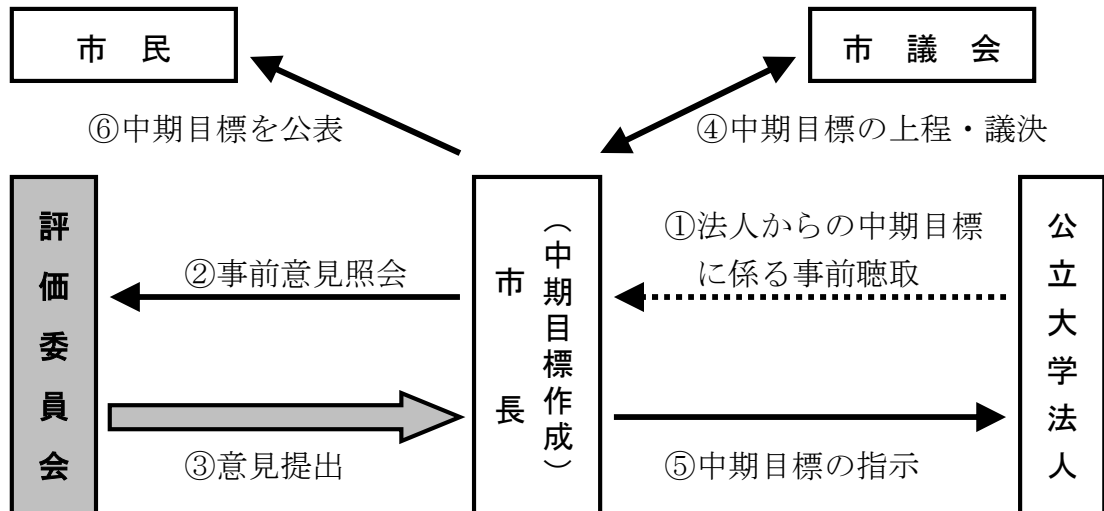 市　民
市　議　会
⑥中期目標を公表
④中期目標の上程・議決
評価委員会
②事前意見照会
③意見提出
市　長
（中期目標作成）
①法人からの中期目標
に係る事前聴取
⑤中期目標の指示
公立大学法人